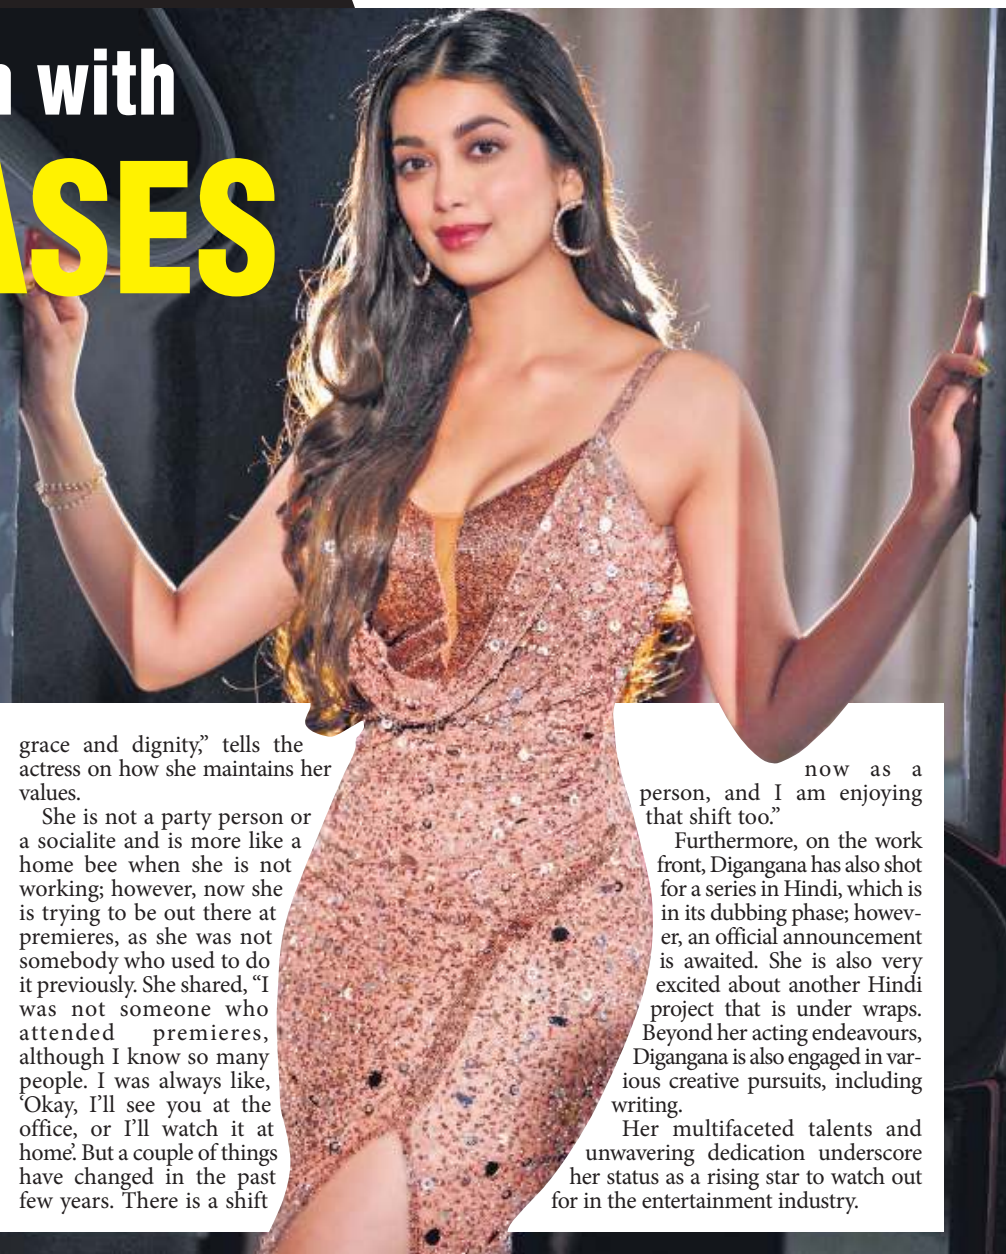 with
ASES
grace and dignity,” tells the
actress on how she maintains her
values.
She is not a party person or
a socialite and is more like a
home bee when she is not
working; however, now she
is trying to be out there at
premieres, as she was not
somebody who used to do
it previously. She shared, “I
was not someone who
attended premieres,
although I know so many
people. I was always like,
‘Okay, I’ll see you at the
office, or I’ll watch it at
home’. But a couple of things
have changed in the past
few years. There is a shift
now as a
person, and I am enjoying
that shift too.”
Furthermore, on the work
front, Digangana has also shot
for a series in Hindi, which is
in its dubbing phase; howev-
er, an official announcement
is awaited. She is also very
excited about another Hindi
project that is under wraps.
Beyond her acting endeavours,
Digangana is also engaged in var-
ious creative pursuits, including
writing.
Her multifaceted talents and
unwavering dedication underscore
her status as a rising star to watch out
for in the entertainment industry.